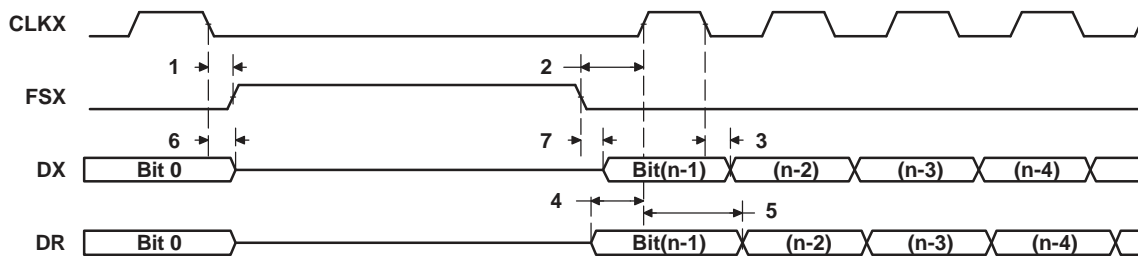 CLKX
1 2
FSX
6 7 3
DX Bit 0 Bit(n-1) (n-2) (n-3) (n-4)
4 5
DR Bit 0 Bit(n-1) (n-2) (n-3) (n-4)